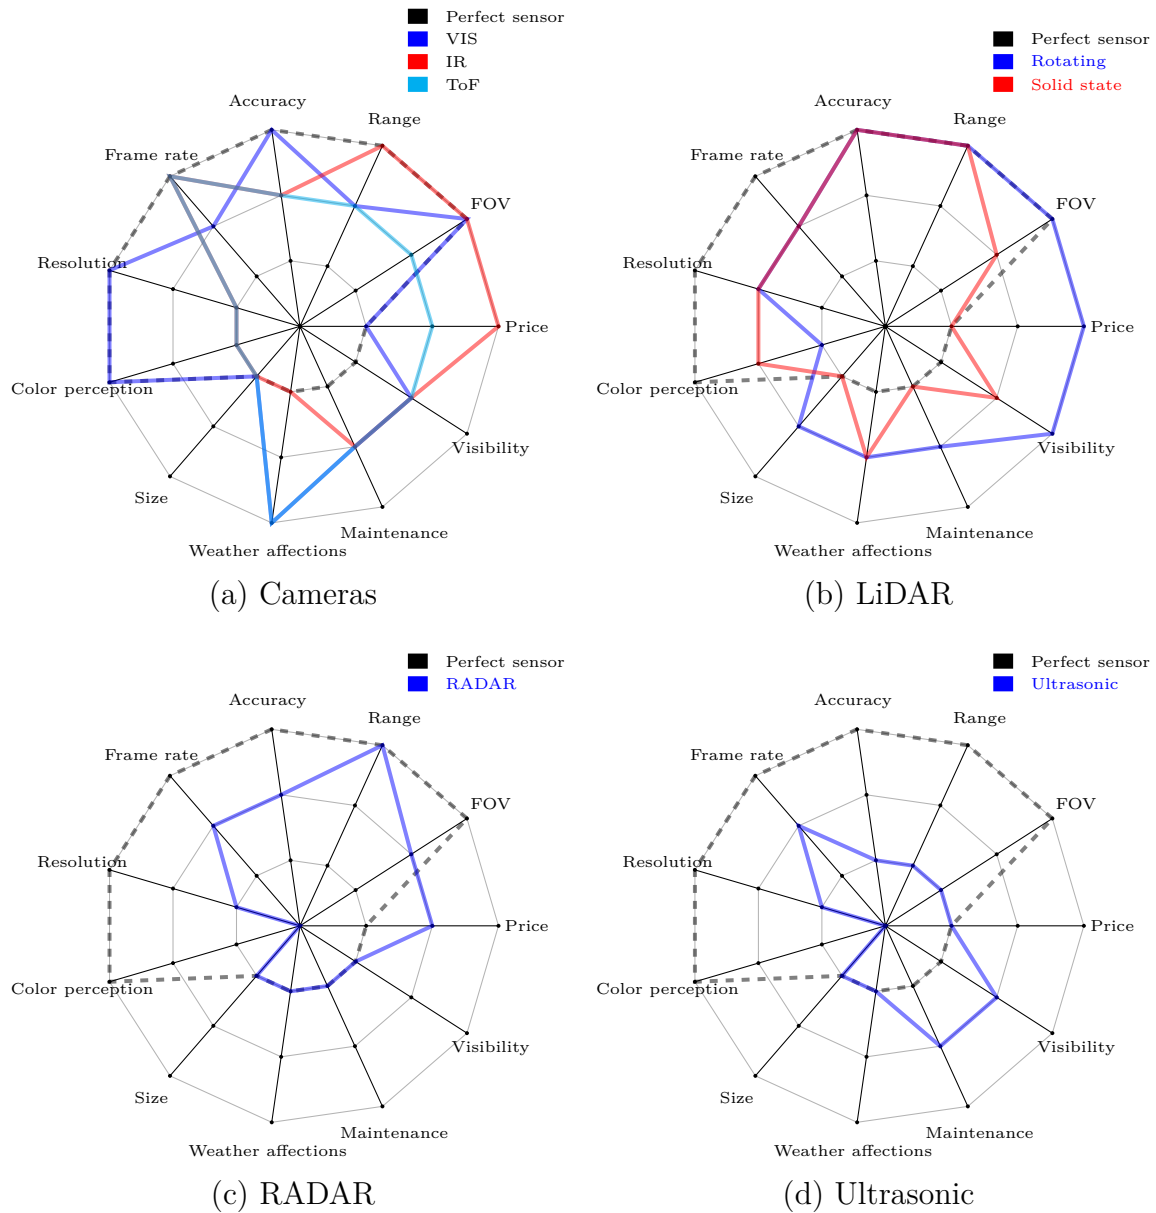 Perfect sensor
VIS
IR
ToF
Accuracy
Range
Frame rate
FOV
Resolution
Price
Color perception
Visibility
Size
Maintenance
Weather affections
(a) Cameras
Perfect sensor
Rotating
Solid state
Accuracy
Range
Frame rate
FOV
Resolution
Price
Color perception
Visibility
Size
Maintenance
Weather affections
(b) LiDAR
Perfect sensor
RADAR
Accuracy
Range
Frame rate
FOV
Resolution
Price
Color perception
Visibility
Size
Maintenance
Weather affections
(c) RADAR
Perfect sensor
Ultrasonic
Accuracy
Range
Frame rate
FOV
Resolution
Price
Color perception
Visibility
Size
Maintenance
Weather affections
(d) Ultrasonic